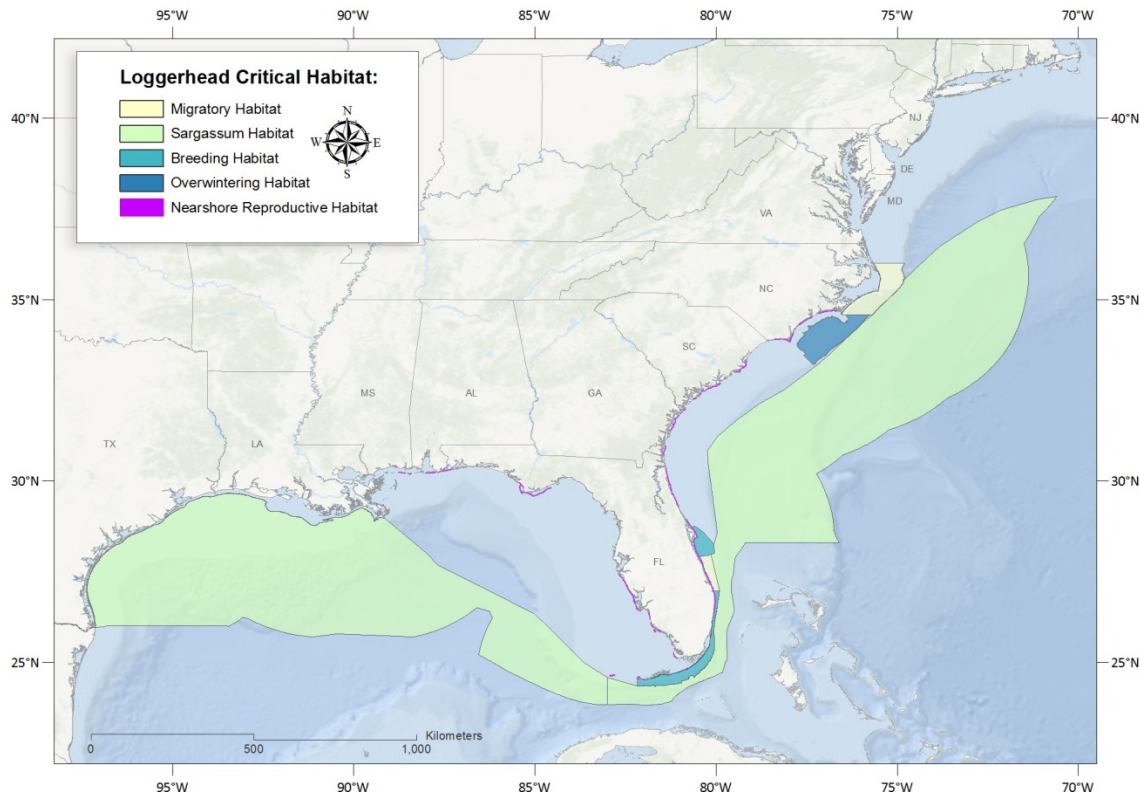 95°W 90°W 85°W 80°W 75°W 70°W
Loggerhead Critical Habitat:
Migratory Habitat
Sargassum Habitat
Breeding Habitat
Overwintering Habitat
Nearshore Reproductive Habitat
N
W E
S
40°N 40°N
NJ
DE
MD
VA
35°N NC 35°N
SC
MS AL GA
TX LA
30°N 30°N
FL
25°N 25°N
Kilometers
0 500 1,000
95°W 90°W 85°W 80°W 75°W 70°W